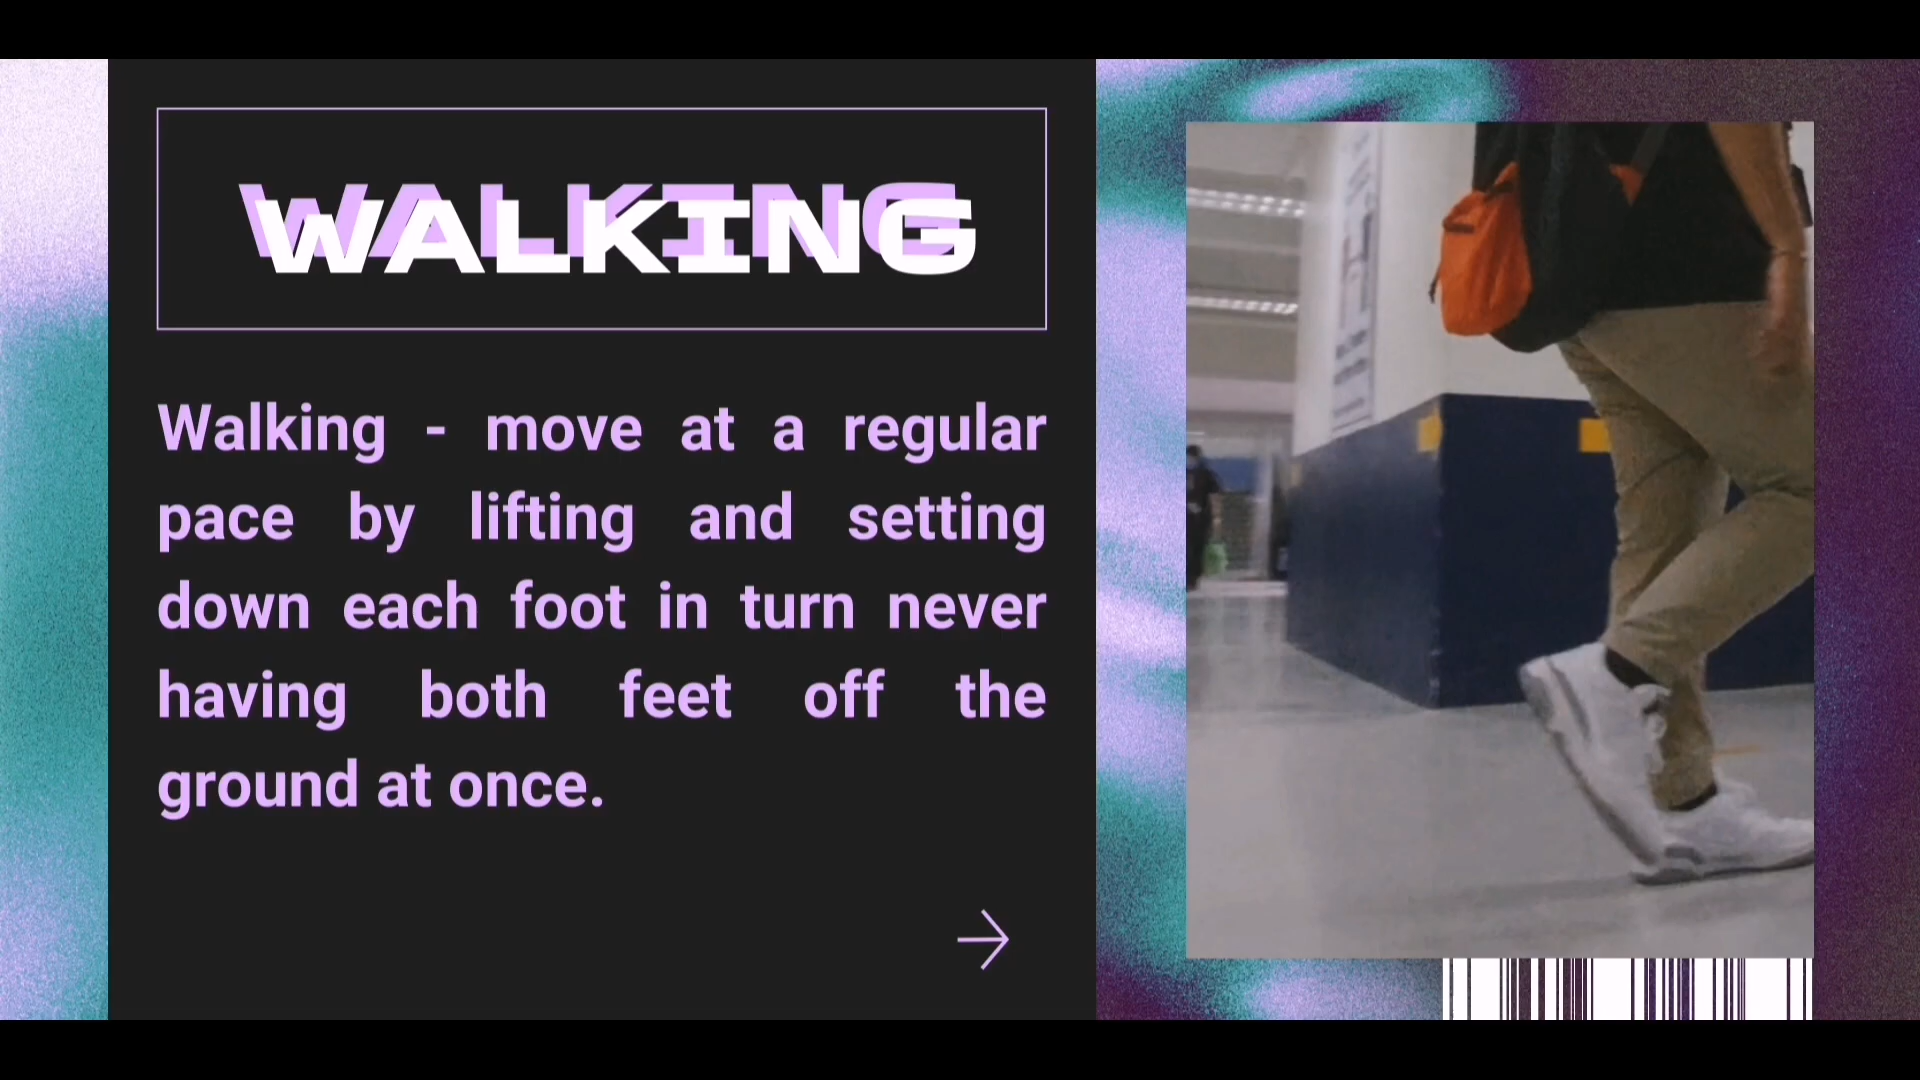 WALKING
Walking - move at a regular
pace by lifting and setting
down each foot in turn never
having both feet off the
ground at once.